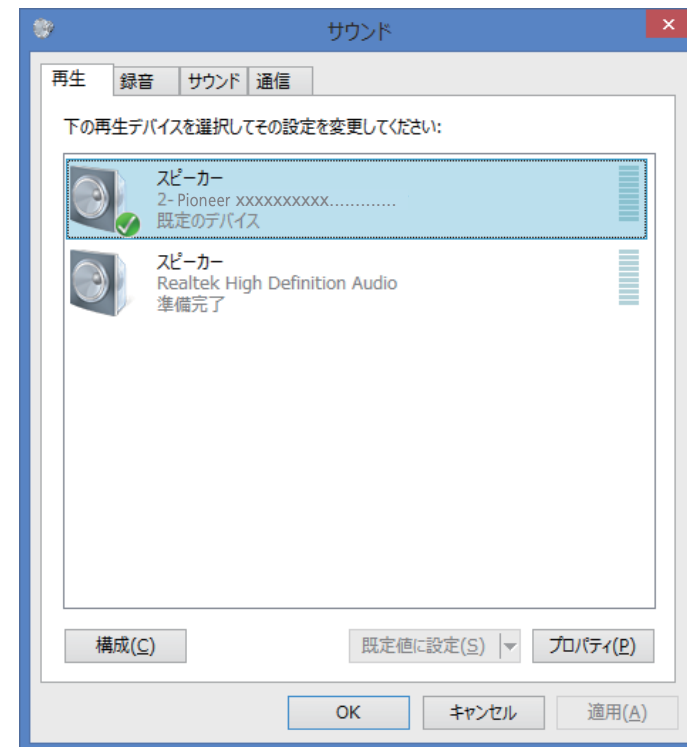 サウンド
再生 録音 サウンド 通信
下の再生デバイスを選択してその設定を変更してください:
スピーカー
2- Pioneer xxxxxxxxxx.............
既定のデバイス
スピーカー
Realtek High Definition Audio
準備完了
構成(C) 既定値に設定(S) プロパティ(P)
OK キャンセル 適用(A)